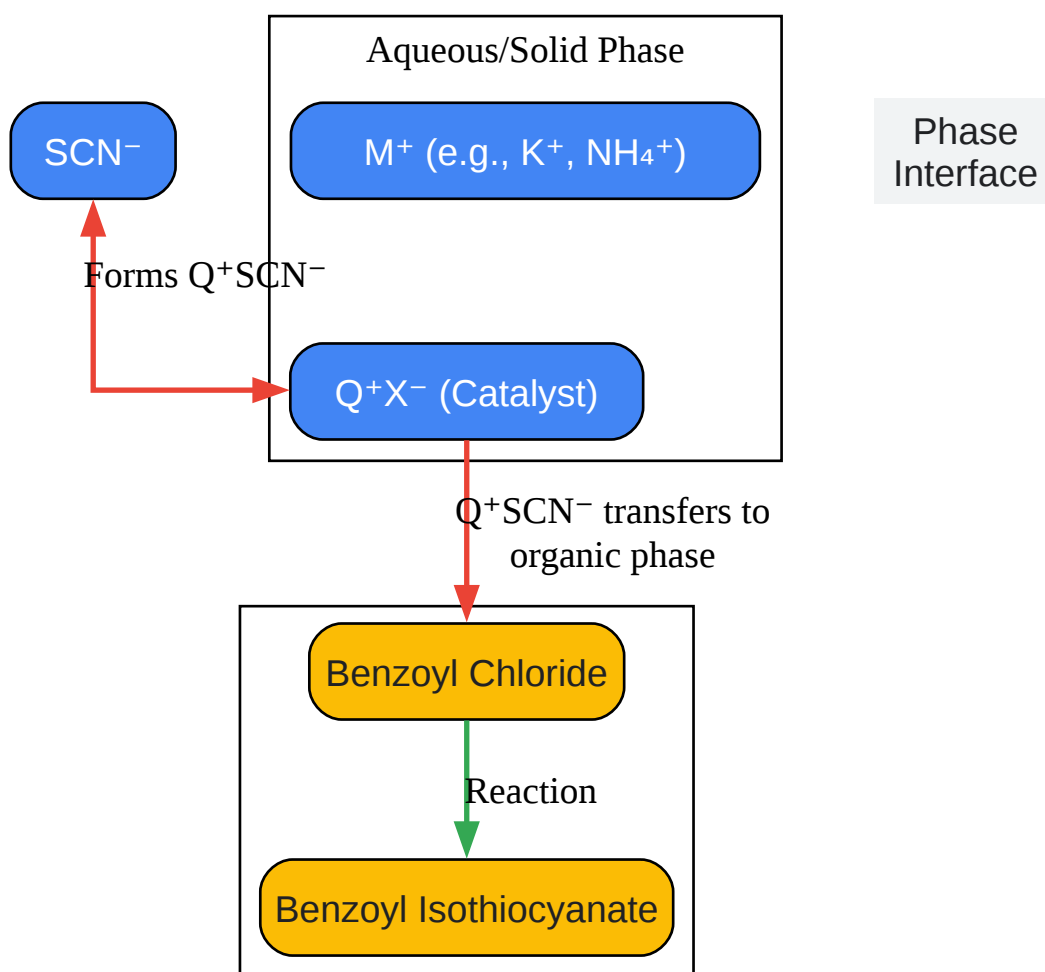 Aqueous/Solid Phase
SCN⁻
M⁺ (e.g., K⁺, NH₄⁺)
Phase
Interface
Forms Q⁺SCN⁻
Q⁺X⁻ (Catalyst)
Q⁺SCN⁻ transfers to
organic phase
Benzoyl Chloride
Reaction
Benzoyl Isothiocyanate